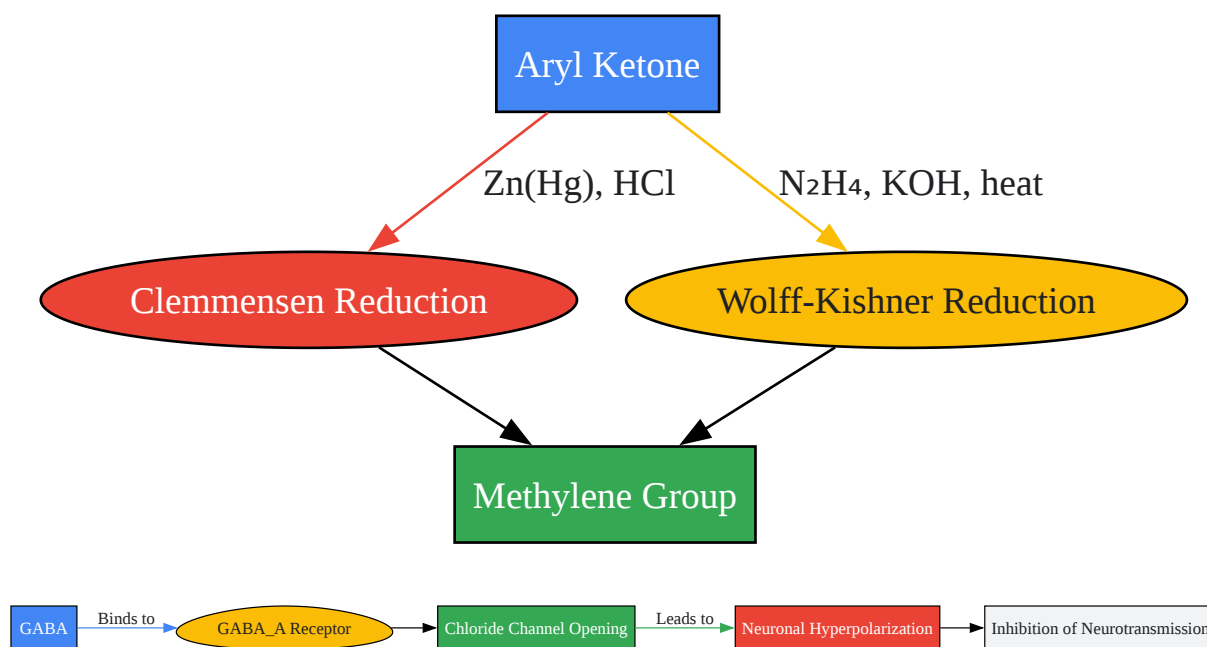 Aryl Ketone
Zn(Hg), HCl
N₂H₄, KOH, heat
Clemmensen Reduction
Wolff-Kishner Reduction
Methylene Group
GABA
Binds to
GABA_A Receptor
Chloride Channel Opening
Leads to
Neuronal Hyperpolarization
Inhibition of Neurotransmission